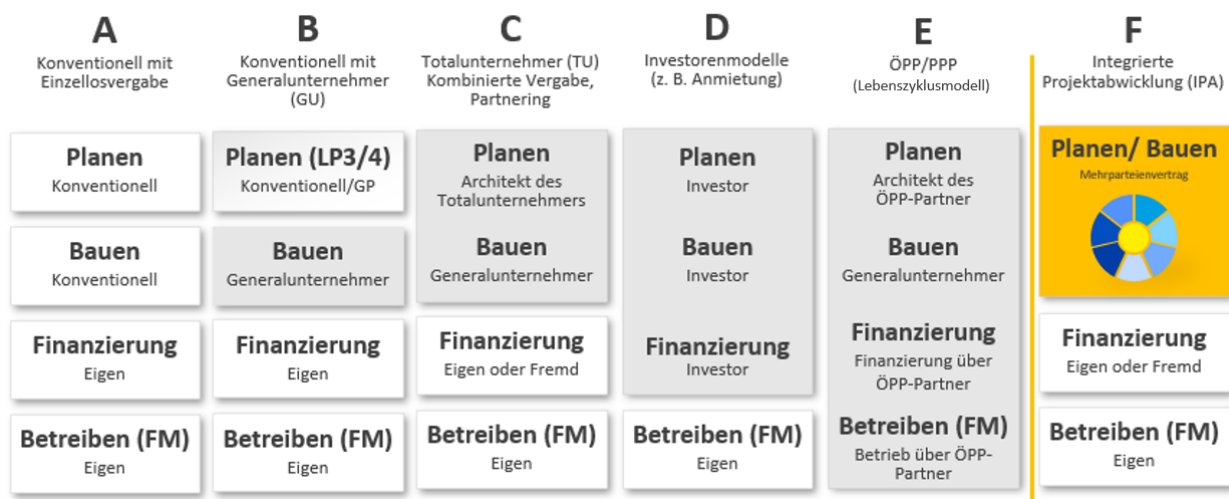 A
Konventionell mit
Einzellosvergabe
Planen
Konventionell
Bauen
Konventionell
Finanzierung
Eigen
Betreiben (FM)
Eigen
B
Konventionell mit
Generalunternehmer
(GU)
Planen (LP3/4)
Konventionell/GP
Bauen
Generalunternehmer
Finanzierung
Eigen
Betreiben (FM)
Eigen
C
Totalunternehmer (TU)
Kombinierte Vergabe,
Partnering
Planen
Architekt des
Totalunternehmers
Bauen
Generalunternehmer
Finanzierung
Eigen oder Fremd
Betreiben (FM)
Eigen
D
Investorenmodelle
(z. B. Anmietung)
Planen
Investor
Bauen
Investor
Finanzierung
Investor
Betreiben (FM)
Eigen
E
ÖPP/PPP
(Lebenszyklusmodell)
Planen
Architekt des
ÖPP-Partner
Bauen
Generalunternehmer
Finanzierung
Finanzierung über
ÖPP-Partner
Betreiben (FM)
Betrieb über ÖPP-
Partner
F
Integrierte
Projektabwicklung (IPA)
Planen/ Bauen
Mehrparteienvertrag
Finanzierung
Eigen oder Fremd
Betreiben (FM)
Eigen